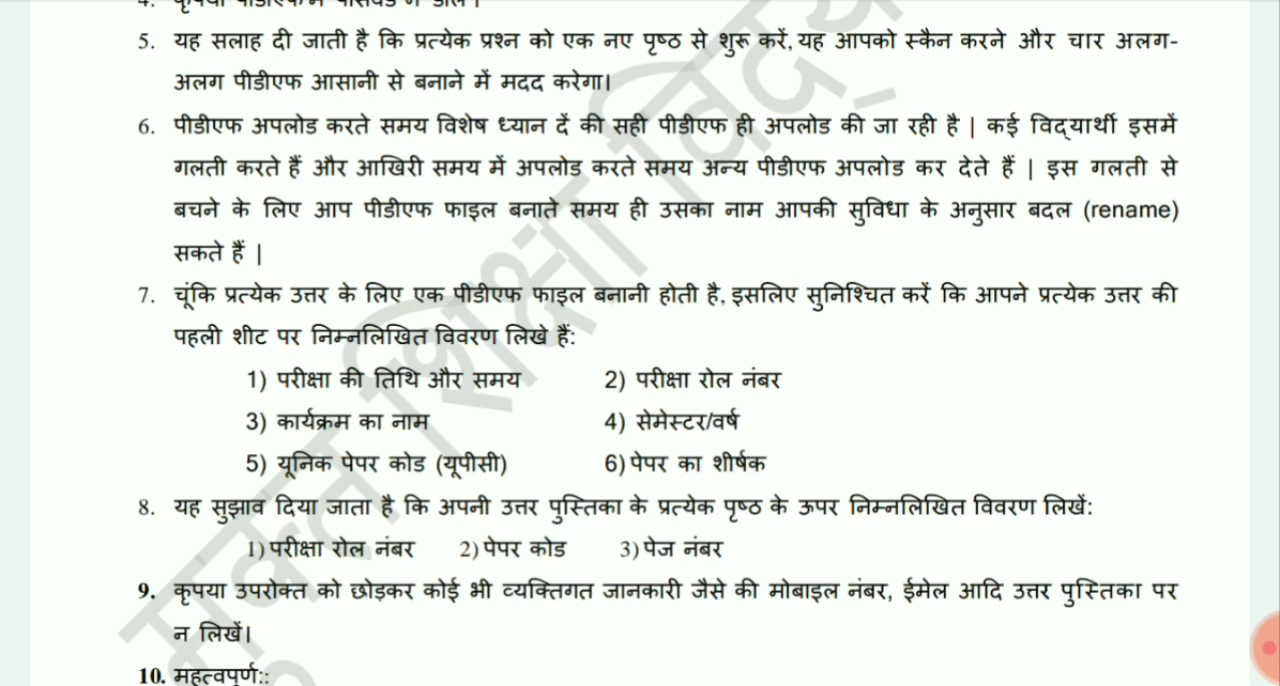 4. कृपया पीडीएफ में पासवर्ड न डालें।
5. यह सलाह दी जाती है कि प्रत्येक प्रश्न को एक नए पृष्ठ से शुरू करें, यह आपको स्कैन करने और चार अलग-
अलग पीडीएफ आसानी से बनाने में मदद करेगा।
6. पीडीएफ अपलोड करते समय विशेष ध्यान दें की सही पीडीएफ ही अपलोड की जा रही है | कई विद्यार्थी इसमें
गलती करते हैं और आखिरी समय में अपलोड करते समय अन्य पीडीएफ अपलोड कर देते हैं | इस गलती से
बचने के लिए आप पीडीएफ फाइल बनाते समय ही उसका नाम आपकी सुविधा के अनुसार बदल (rename)
सकते हैं |
7. चूंकि प्रत्येक उत्तर के लिए एक पीडीएफ फाइल बनानी होती है, इसलिए सुनिश्चित करें कि आपने प्रत्येक उत्तर की
पहली शीट पर निम्नलिखित विवरण लिखे हैं:
1) परीक्षा की तिथि और समय 2) परीक्षा रोल नंबर
3) कार्यक्रम का नाम 4) सेमेस्टर/वर्ष
5) यूनिक पेपर कोड (यूपीसी) 6) पेपर का शीर्षक
8. यह सुझाव दिया जाता है कि अपनी उत्तर पुस्तिका के प्रत्येक पृष्ठ के ऊपर निम्नलिखित विवरण लिखें:
1) परीक्षा रोल नंबर 2) पेपर कोड 3) पेज नंबर
9. कृपया उपरोक्त को छोड़कर कोई भी व्यक्तिगत जानकारी जैसे की मोबाइल नंबर, ईमेल आदि उत्तर पुस्तिका पर
न लिखें।
10. महत्वपूर्ण::
मुक्त शिक्षा